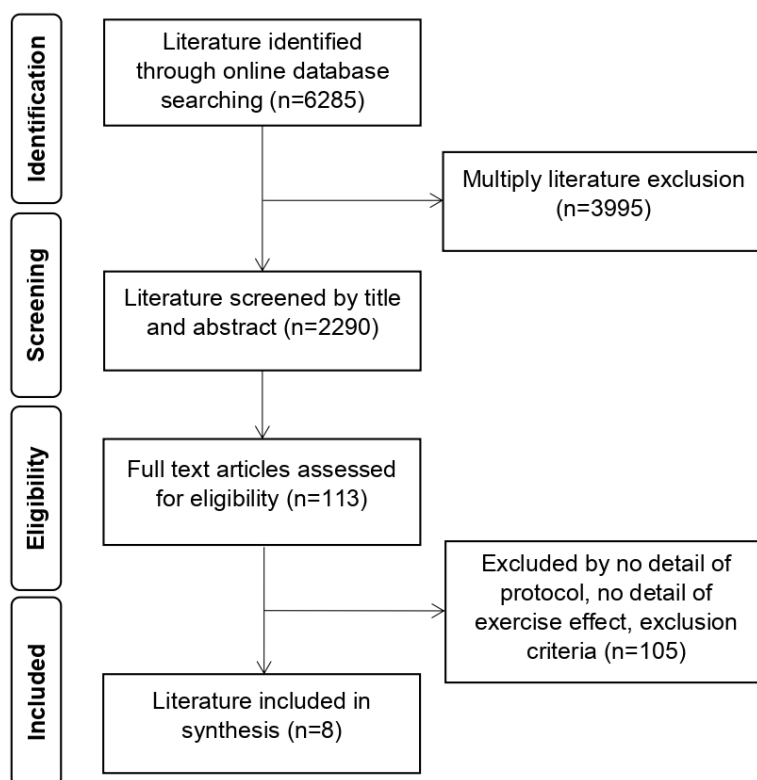 Identification
Literature identified
through online database
searching (n=6285)
Multiply literature exclusion
(n=3995)
Screening
Literature screened by title
and abstract (n=2290)
Eligibility
Full text articles assessed
for eligibility (n=113)
Excluded by no detail of
protocol, no detail of
exercise effect, exclusion
criteria (n=105)
Included
Literature included in
synthesis (n=8)